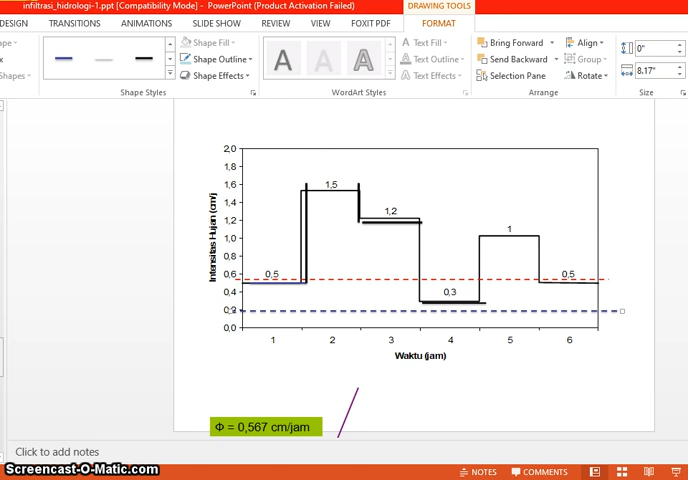 infiltrasi_hidrologi-1.ppt [Compatibility Mode] - PowerPoint (Product Activation Failed)
DRAWING TOOLS
TRANSITIONS ANIMATIONS SLIDE SHOW REVIEW VIEW FOXIT PDF FORMAT
Shape Fill
Shape Outline
Shape Effects
A A A
Text Fill
Text Outline
Text Effects
Bring Forward
Send Backward
Selection Pane
Align
Group
Rotate
0"
8.17"
Shape Styles WordArt Styles Arrange Size
2,0
1,8
1,6
1,4
1,2
1,0
0,8
0,6
0,4
0,2
0,0
Intensitas Hujan (cm/j
0,5 1,5 1,2 0,3 1 0,5
1 2 3 4 5 6
Waktu (jam)
Φ = 0,567 cm/jam
Click to add notes
Screencast-O-Matic.com
NOTES COMMENTS